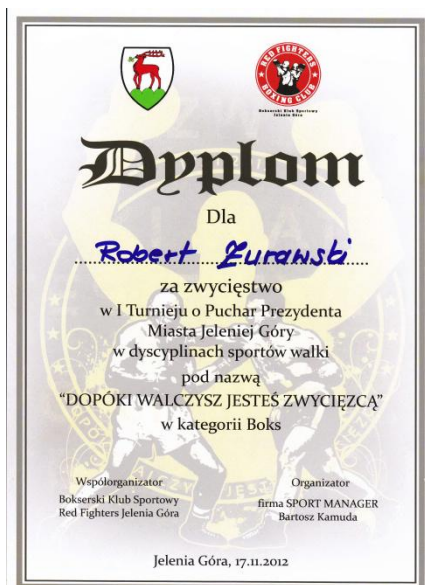 RED FIGHTERS
BOXING CLUB
Bokserski Klub Sportowy
Jelenia Góra
Dyplom
Dla
Robert Żurawski
za zwycięstwo
w I Turnieju o Puchar Prezydenta
Miasta Jeleniej Góry
w dyscyplinach sportów walki
pod nazwą
“DOPÓKI WALCZYSZ JESTEŚ ZWYCIĘZCĄ”
w kategorii Boks
Współorganizator
Bokserski Klub Sportowy
Red Fighters Jelenia Góra
Organizator
firma SPORT MANAGER
Bartosz Kamuda
Jelenia Góra, 17.11.2012